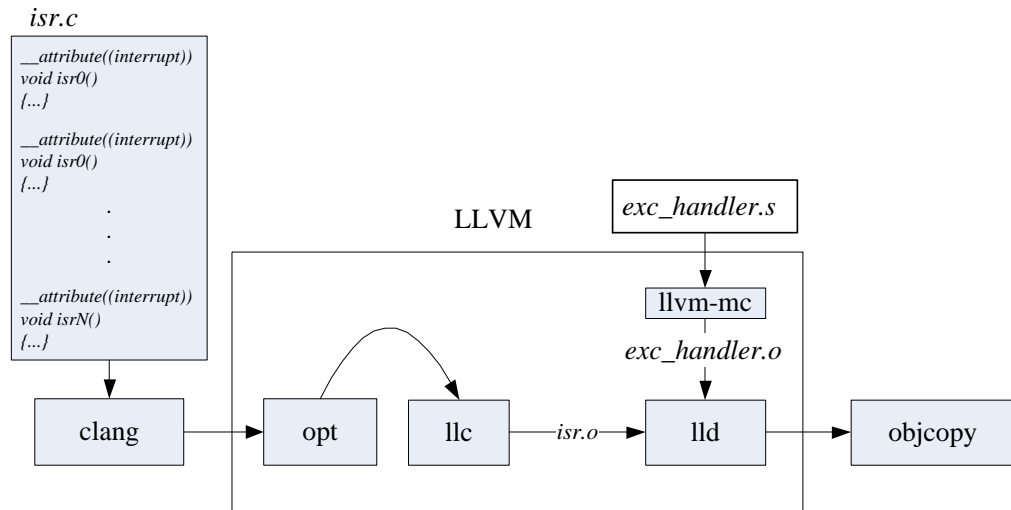 isr.c
__attribute((interrupt))
void isr0()
{...}
__attribute((interrupt))
void isr0()
{...}
.
.
.
__attribute((interrupt))
void isrN()
{...}
LLVM
exc_handler.s
llvm-mc
exc_handler.o
clang
opt
llc
isr.o
lld
objcopy